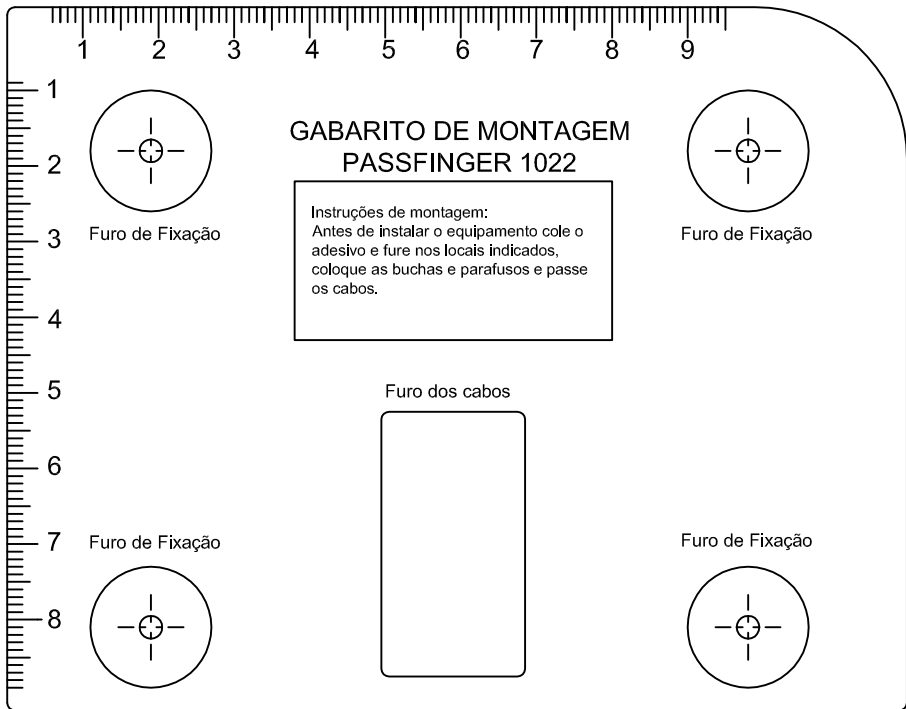 1 2 3 4 5 6 7 8 9
1
2
3
4
5
6
7
8
GABARITO DE MONTAGEM
PASSFINGER 1022
Furo de Fixação
Furo de Fixação
Instruções de montagem:
Antes de instalar o equipamento cole o
adesivo e fure nos locais indicados,
coloque as buchas e parafusos e passe
os cabos.
Furo dos cabos
Furo de Fixação
Furo de Fixação